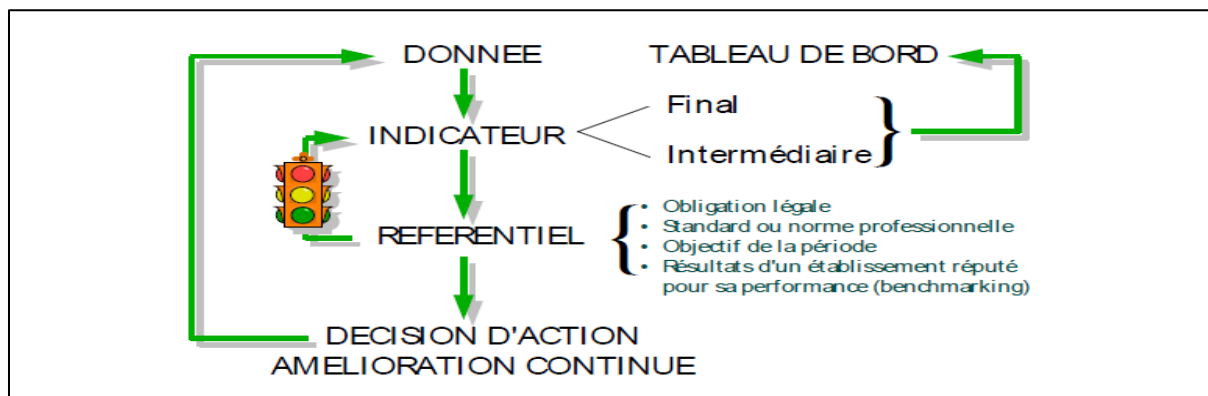 DONNEE
TABLEAU DE BORD
INDICATEUR
Final
Intermédiaire
REFERENTIEL
• Obligation légale
• Standard ou norme professionnelle
• Objectif de la période
• Résultats d'un établissement réputé
pour sa performance (benchmarking)
DECISION D'ACTION
AMELIORATION CONTINUE